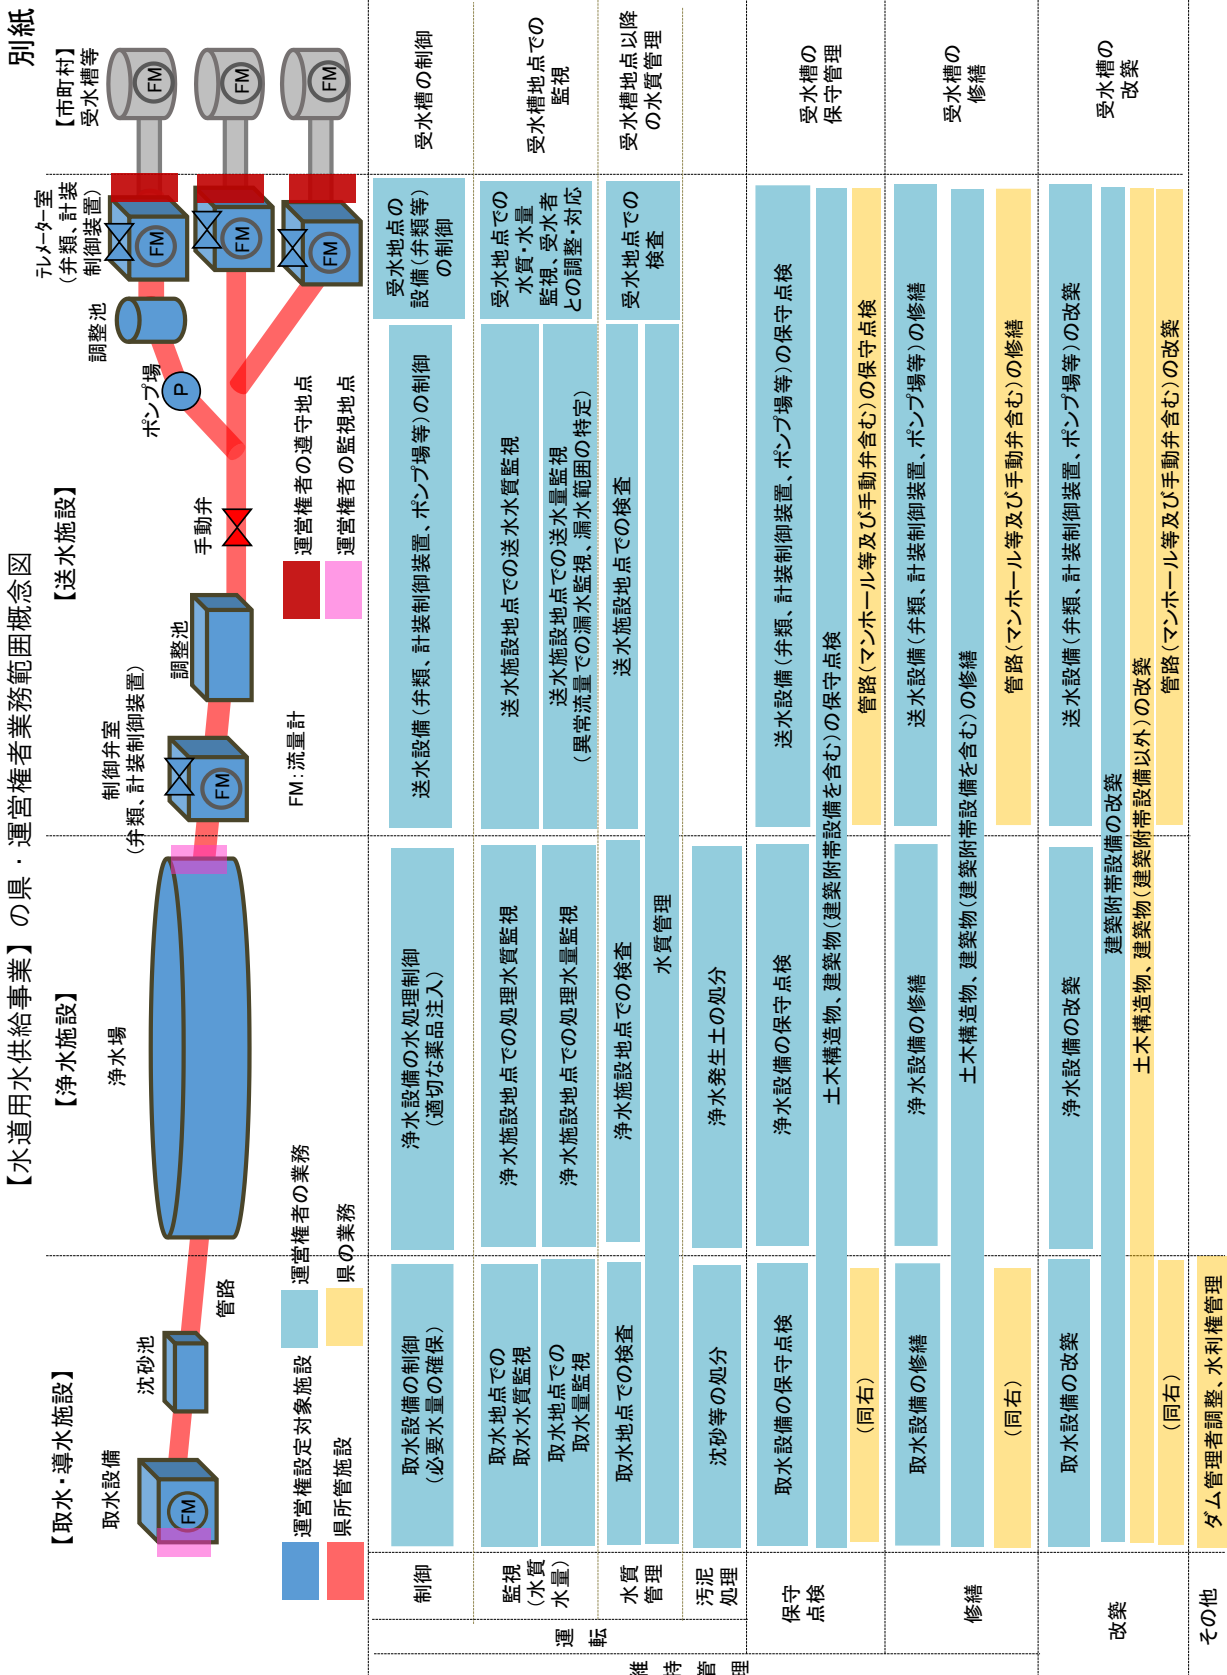 別紙
【水道用水供給事業】の県・運営権者業務範囲概念図
【取水・導水施設】
【浄水施設】
【送水施設】
【市町村】
受水槽等
取水設備
FM
沈砂池
管路
浄水場
制御弁室
(弁類、計装制御装置)
FM
調整池
手動弁
ポンプ場
P
調整池
テレメーター室
(弁類、計装
制御装置)
FM
FM
FM
FM
FM
FM
運営権設定対象施設
県所管施設
運営権者の業務
県の業務
FM:流量計
運営権者の遵守地点
運営権者の監視地点
維持管理
運転
制御
取水設備の制御
(必要水量の確保)
浄水設備の水処理制御
(適切な薬品注入)
送水設備(弁類、計装制御装置、ポンプ場等)の制御
受水地点の
設備(弁類等)
の制御
受水槽の制御
監視
(水質
水量)
取水地点での
取水水質監視
取水地点での
取水量監視
浄水施設地点での処理水質監視
浄水施設地点での処理水量監視
送水施設地点での送水水質監視
送水施設地点での送水量監視
(異常流量での漏水監視、漏水範囲の特定)
受水地点での
水質・水量
監視、受水者
との調整・対応
受水槽地点での
監視
水質
管理
取水地点での検査
浄水施設地点での検査
送水施設地点での検査
受水地点での
検査
水質管理
受水槽地点以降
の水質管理
汚泥
処理
沈砂等の処分
浄水発生土の処分
保守
点検
取水設備の保守点検
浄水設備の保守点検
送水設備(弁類、計装制御装置、ポンプ場等)の保守点検
土木構造物、建築物(建築附帯設備を含む)の保守点検
(同右)
管路(マンホール等及び手動弁含む)の保守点検
受水槽の
保守管理
修繕
取水設備の修繕
浄水設備の修繕
送水設備(弁類、計装制御装置、ポンプ場等)の修繕
土木構造物、建築物(建築附帯設備を含む)の修繕
(同右)
管路(マンホール等及び手動弁含む)の修繕
受水槽の
修繕
改築
取水設備の改築
浄水設備の改築
送水設備(弁類、計装制御装置、ポンプ場等)の改築
建築附帯設備の改築
土木構造物、建築物(建築附帯設備以外)の改築
(同右)
管路(マンホール等及び手動弁含む)の改築
受水槽の
改築
その他
ダム管理者調整、水利権管理